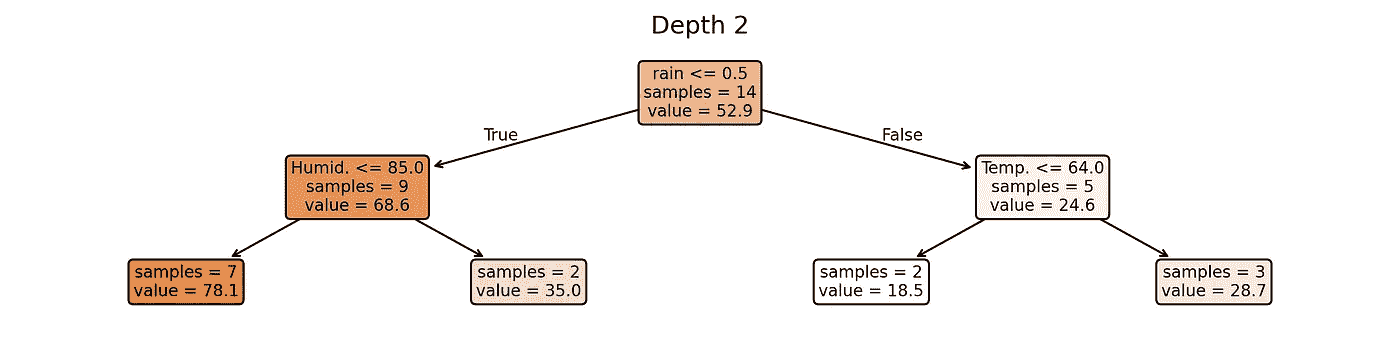 Depth 2
rain <= 0.5
samples = 14
value = 52.9
True
False
Humid. <= 85.0
samples = 9
value = 68.6
Temp. <= 64.0
samples = 5
value = 24.6
samples = 7
value = 78.1
samples = 2
value = 35.0
samples = 2
value = 18.5
samples = 3
value = 28.7